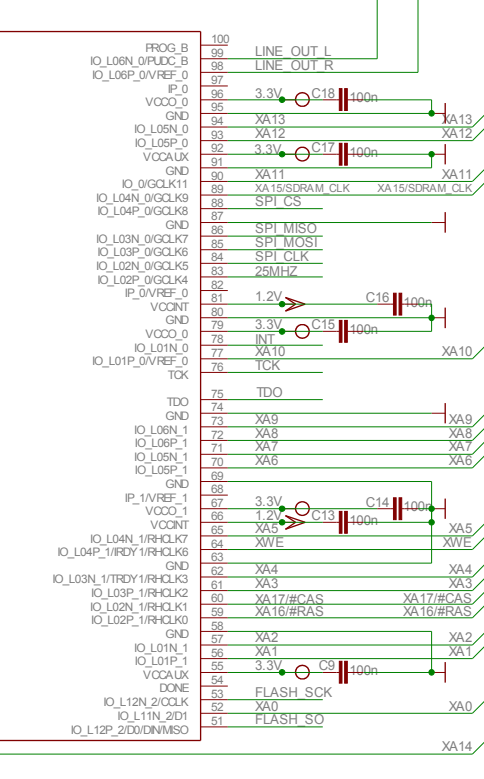 PROG_B 100
IO_L06N_0/PUDC_B 99 LINE_OUT_L
IO_L06P_0/VREF_0 98 LINE_OUT_R
IP_0 97
VCCO_0 96 3.3V C18 100n
GND 95
IO_L05N_0 94 XA13 XA13
IO_L05P_0 93 XA12 XA12
VCCAUX 92 3.3V C17 100n
GND 91
IO_0/GCLK11 90 XA11 XA11
IO_L04N_0/GCLK9 89 XA15/SDRAM_CLK XA15/SDRAM_CLK
IO_L04P_0/GCLK8 88 SPI_CS
GND 87
IO_L03N_0/GCLK7 86 SPI_MISO
IO_L03P_0/GCLK6 85 SPI_MOSI
IO_L02N_0/GCLK5 84 SPI_CLK
IO_L02P_0/GCLK4 83 25MHZ
IP_0/VREF_0 82
VCCINT 81 1.2V C16 100n
GND 80
VCCO_0 79 3.3V C15 100n
IO_L01N_0 78 INT
IO_L01P_0/VREF_0 77 XA10 XA10
TCK 76 TCK
TDO 75 TDO
GND 74
IO_L06N_1 73 XA9 XA9
IO_L06P_1 72 XA8 XA8
IO_L05N_1 71 XA7 XA7
IO_L05P_1 70 XA6 XA6
GND 69
IP_1/VREF_1 68
VCCO_1 67 3.3V C14 100n
VCCINT 66 1.2V C13 100n
IO_L04N_1/RHCLK7 65 XA5 XA5
IO_L04P_1/IRDY1/RHCLK6 64 XWE XWE
GND 63
IO_L03N_1/TRDY1/RHCLK3 62 XA4 XA4
IO_L03P_1/RHCLK2 61 XA3 XA3
IO_L02N_1/RHCLK1 60 XA17/#CAS XA17/#CAS
IO_L02P_1/RHCLK0 59 XA16/#RAS XA16/#RAS
GND 58
IO_L01N_1 57 XA2 XA2
IO_L01P_1 56 XA1 XA1
VCCAUX 55 3.3V C9 100n
DONE 54
IO_L12N_2/CCLK 53 FLASH_SCK
IO_L11N_2/D1 52 XA0 XA0
IO_L12P_2/D0/DIN/MISO 51 FLASH_SO
XA14